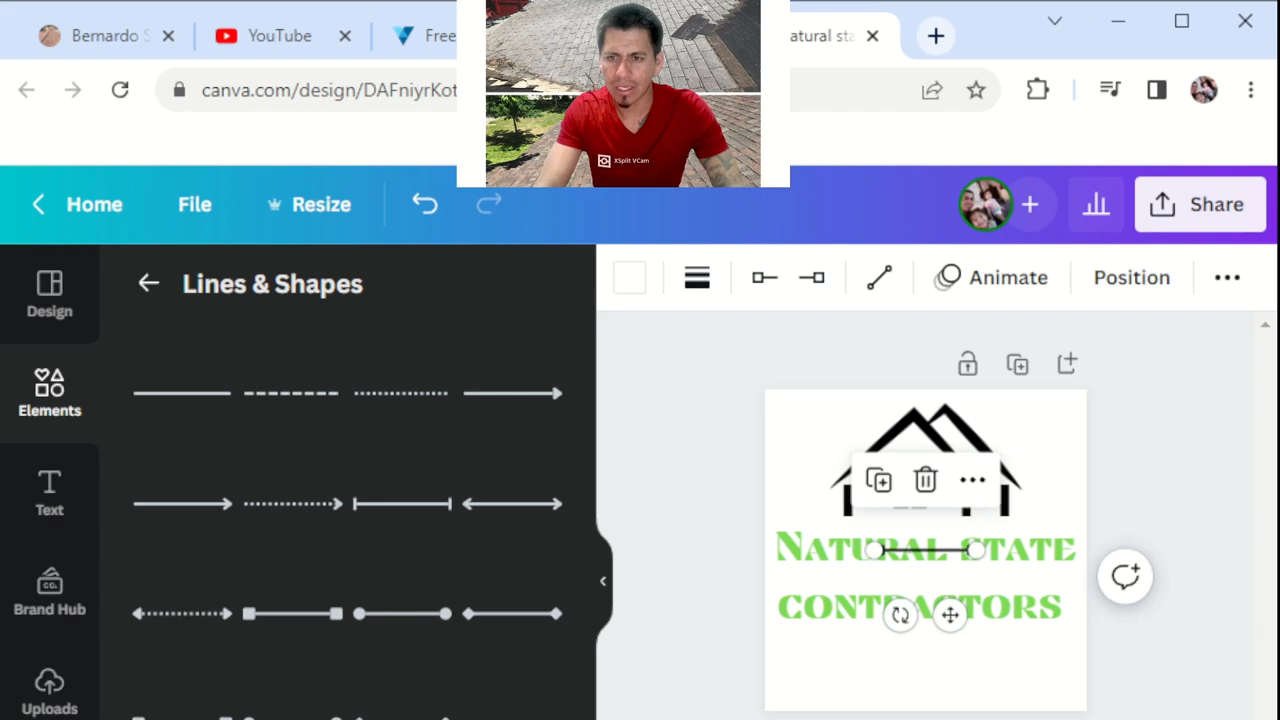 Bernardo S
YouTube
Free
atural sta
canva.com/design/DAFniyrKot
XSplit VCam
Home
File
Resize
Share
Lines & Shapes
Animate
Position
Design
Elements
Text
CO.
Brand Hub
Uploads
NATURAL STATE
CONTRACTORS